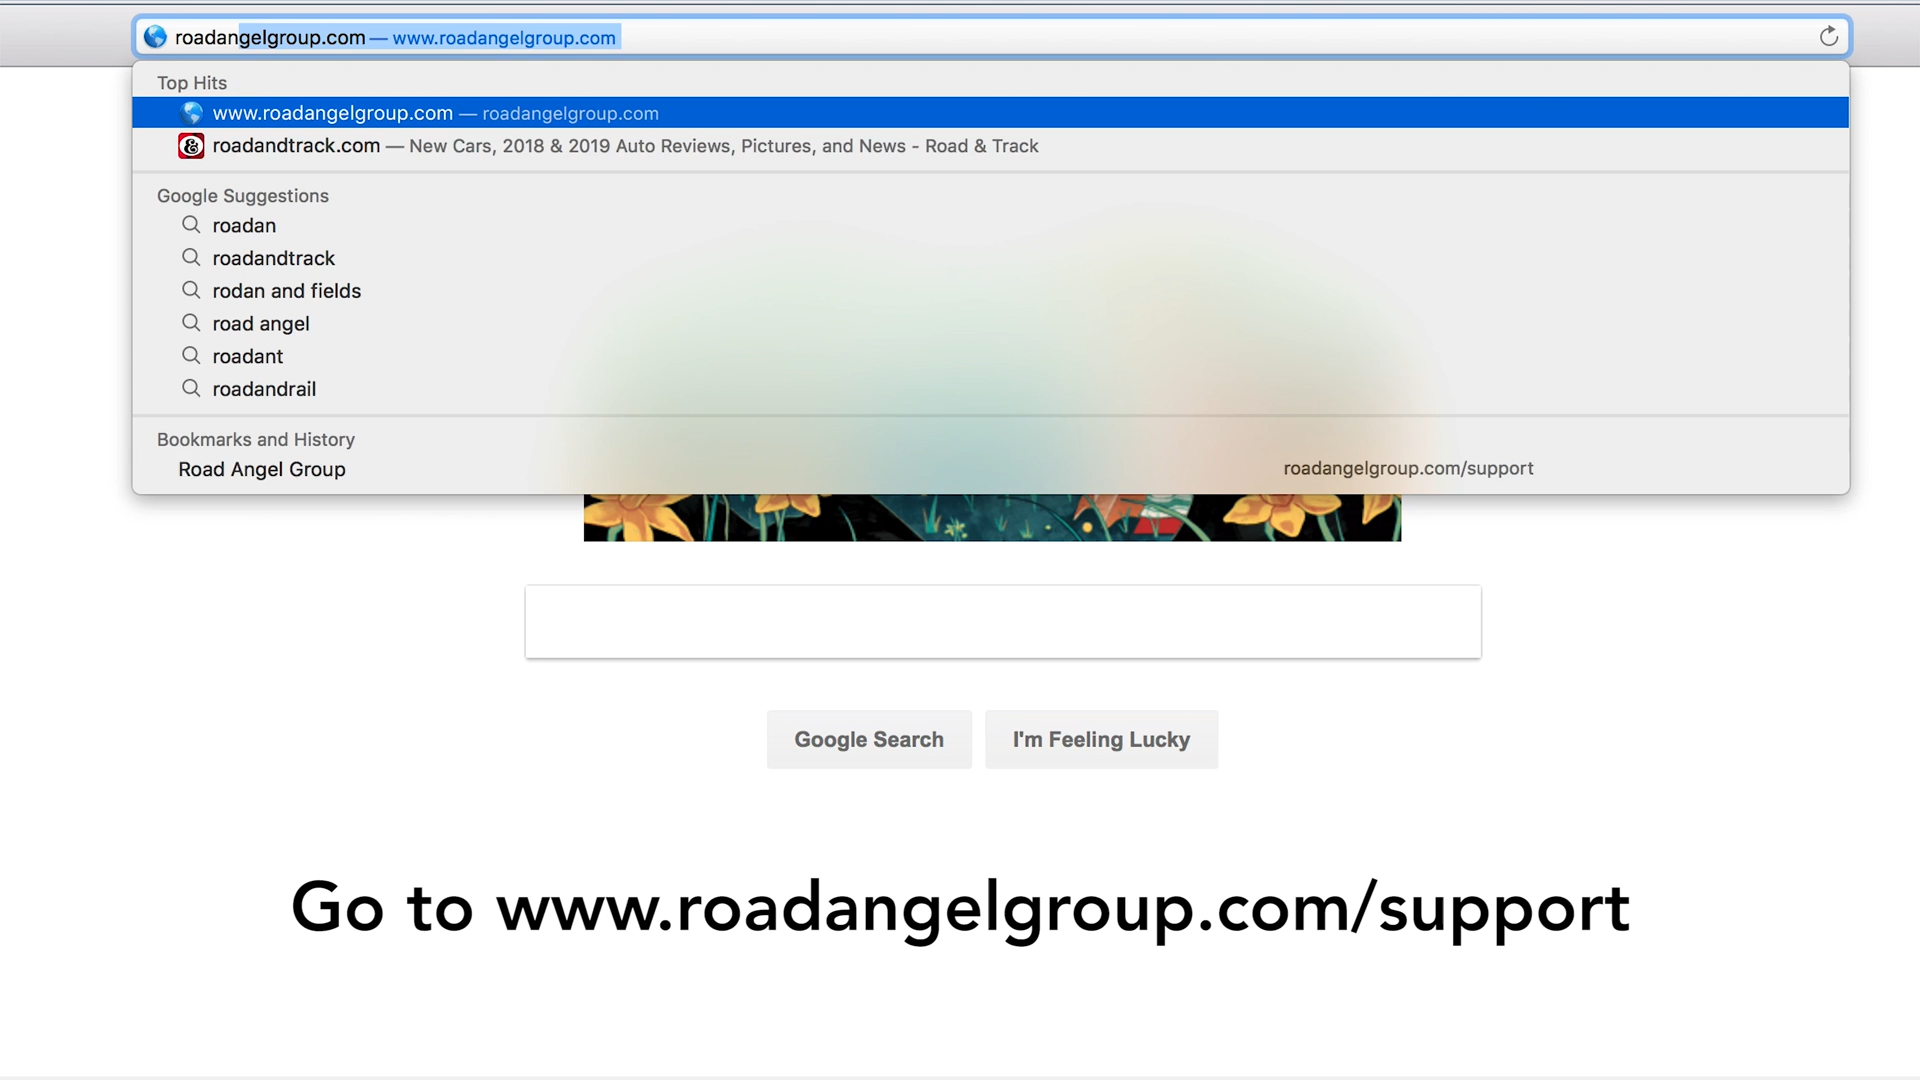 roadangelgroup.com — www.roadangelgroup.com
Top Hits
www.roadangelgroup.com — roadangelgroup.com
roadandtrack.com — New Cars, 2018 & 2019 Auto Reviews, Pictures, and News - Road & Track
Google Suggestions
roadan
roadandtrack
rodan and fields
road angel
roadant
roadandrail
Bookmarks and History
Road Angel Group roadangelgroup.com/support
Google Search I'm Feeling Lucky
Go to www.roadangelgroup.com/support